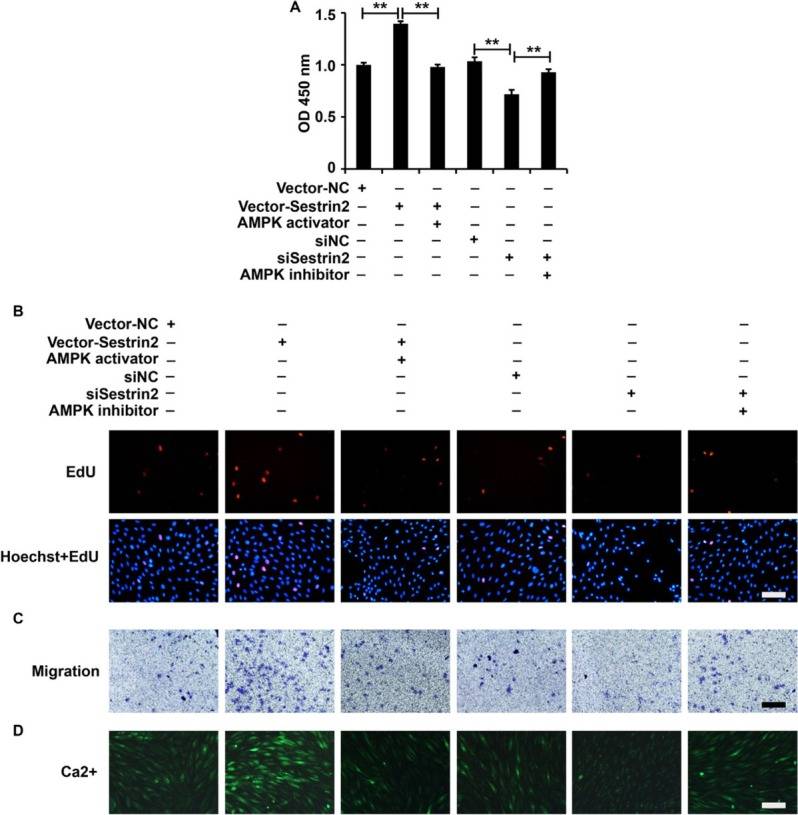 A
1.5
** ** ** **
1.0
0.5
0
OD 450 nm
Vector-NC + – – – – –
Vector-Sestrin2 – + + – – –
AMPK activator – – + – – –
siNC – – – + – –
siSestrin2 – – – – + +
AMPK inhibitor – – – – – +
B
Vector-NC + – – – – –
Vector-Sestrin2 – + + – – –
AMPK activator – – + – – –
siNC – – – + – –
siSestrin2 – – – – + +
AMPK inhibitor – – – – – +
EdU
Hoechst+EdU
C
Migration
D
Ca2+